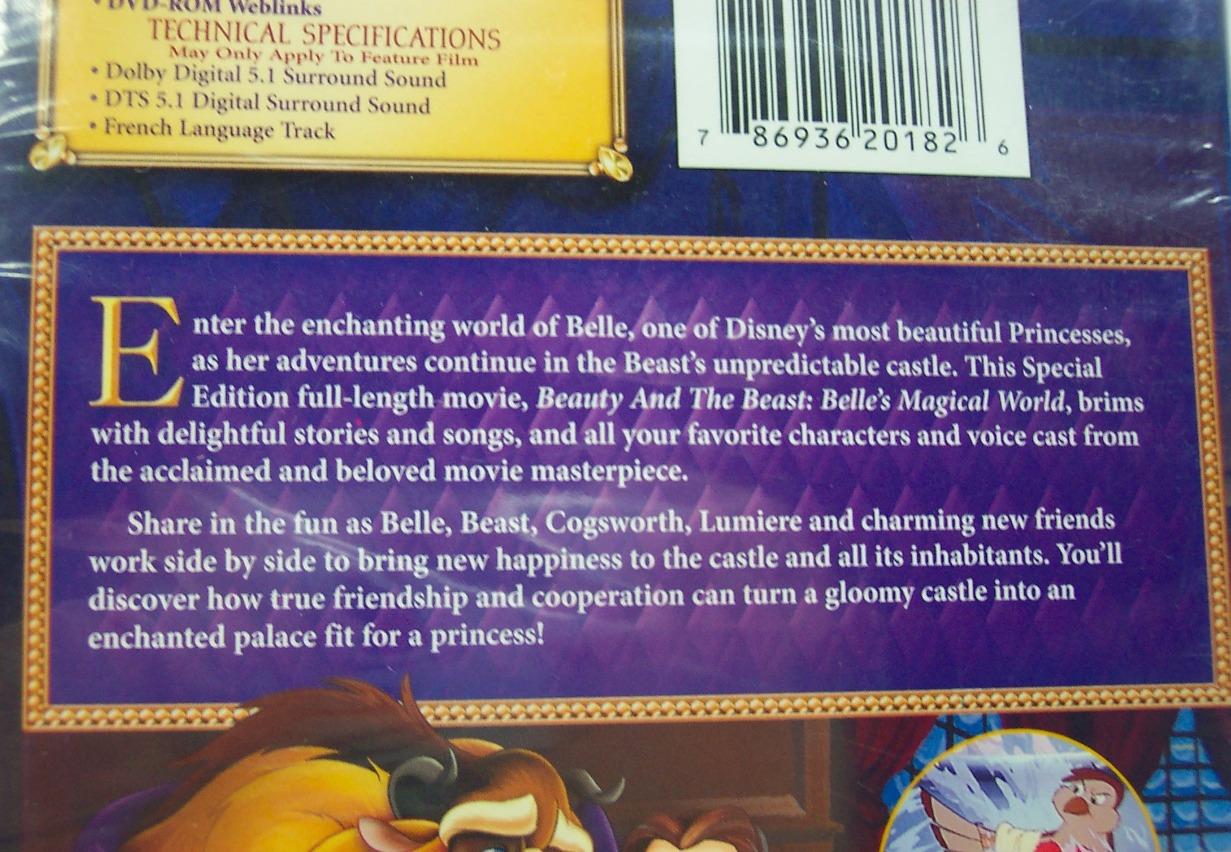 • DVD-ROM Weblinks
TECHNICAL SPECIFICATIONS
May Only Apply To Feature Film
• Dolby Digital 5.1 Surround Sound
• DTS 5.1 Digital Surround Sound
• French Language Track
7 86936 20182 6
Enter the enchanting world of Belle, one of Disney's most beautiful Princesses,
as her adventures continue in the Beast's unpredictable castle. This Special
Edition full-length movie, Beauty And The Beast: Belle's Magical World, brims
with delightful stories and songs, and all your favorite characters and voice cast from
the acclaimed and beloved movie masterpiece.
Share in the fun as Belle, Beast, Cogsworth, Lumiere and charming new friends
work side by side to bring new happiness to the castle and all its inhabitants. You'll
discover how true friendship and cooperation can turn a gloomy castle into an
enchanted palace fit for a princess!